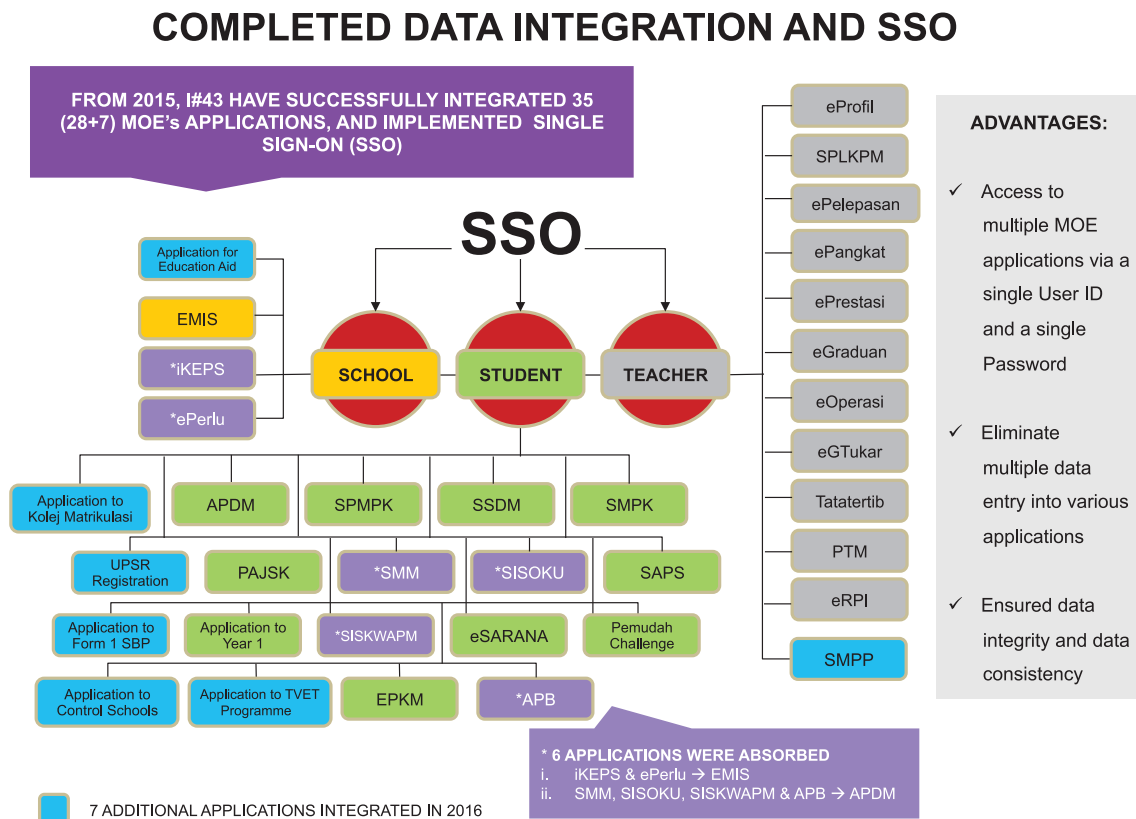 COMPLETED DATA INTEGRATION AND SSO
FROM 2015, I#43 HAVE SUCCESSFULLY INTEGRATED 35
(28+7) MOE's APPLICATIONS, AND IMPLEMENTED SINGLE
SIGN-ON (SSO)
SSO
Application for
Education Aid
EMIS
*iKEPS
*ePerlu
SCHOOL
STUDENT
TEACHER
Application to
Kolej Matrikulasi
APDM
SPMPK
SSDM
SMPK
UPSR
Registration
PAJSK
*SMM
*SISOKU
SAPS
Application to
Form 1 SBP
Application to
Year 1
*SISKWAPM
eSARANA
Pemudah
Challenge
Application to
Control Schools
Application to TVET
Programme
EPKM
*APB
eProfil
SPLKPM
ePelepasan
ePangkat
ePrestasi
eGraduan
eOperasi
eGTukar
Tatatertib
PTM
eRPI
SMPP
ADVANTAGES:
✓ Access to
multiple MOE
applications via a
single User ID
and a single
Password
✓ Eliminate
multiple data
entry into various
applications
✓ Ensured data
integrity and data
consistency
* 6 APPLICATIONS WERE ABSORBED
i. iKEPS & ePerlu → EMIS
ii. SMM, SISOKU, SISKWAPM & APB → APDM
7 ADDITIONAL APPLICATIONS INTEGRATED IN 2016